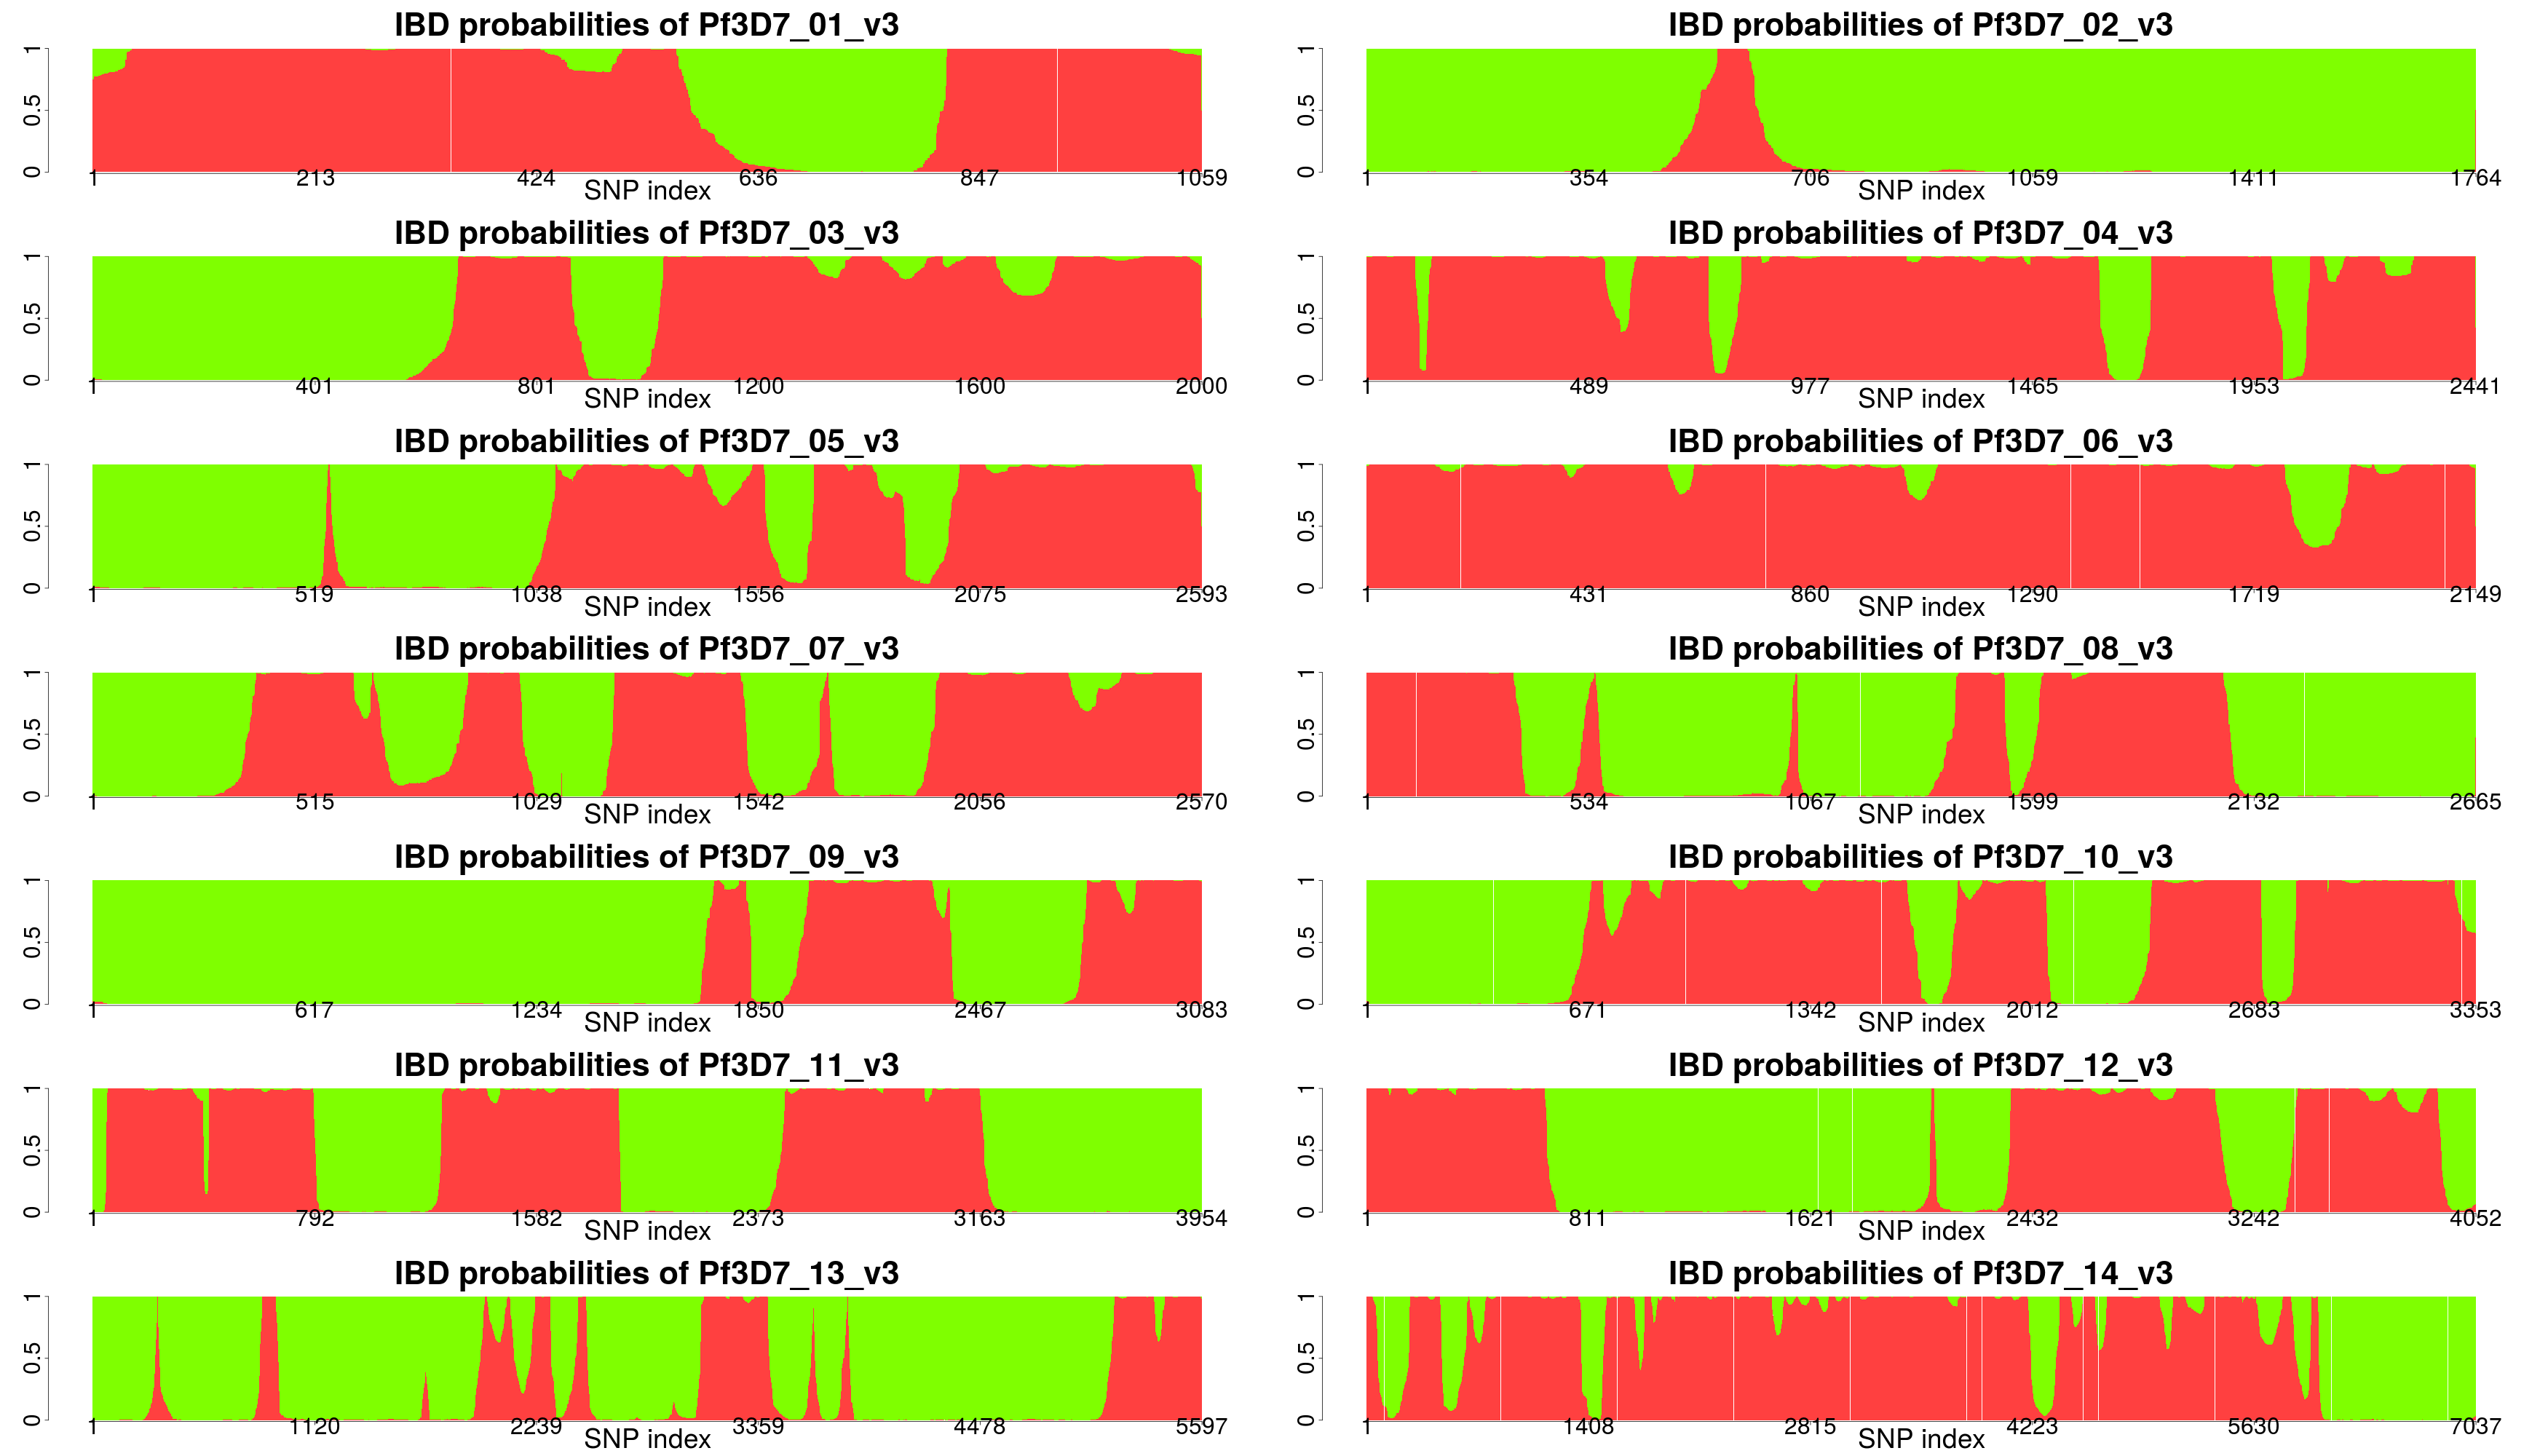 IBD probabilities of Pf3D7_01_v3
0 0.5 1
1 213 424 636 847 1059
SNP index
IBD probabilities of Pf3D7_02_v3
0 0.5 1
1 354 706 1059 1411 1764
SNP index
IBD probabilities of Pf3D7_03_v3
0 0.5 1
1 401 801 1200 1600 2000
SNP index
IBD probabilities of Pf3D7_04_v3
0 0.5 1
1 489 977 1465 1953 2441
SNP index
IBD probabilities of Pf3D7_05_v3
0 0.5 1
1 519 1038 1556 2075 2593
SNP index
IBD probabilities of Pf3D7_06_v3
0 0.5 1
1 431 860 1290 1719 2149
SNP index
IBD probabilities of Pf3D7_07_v3
0 0.5 1
1 515 1029 1542 2056 2570
SNP index
IBD probabilities of Pf3D7_08_v3
0 0.5 1
1 534 1067 1599 2132 2665
SNP index
IBD probabilities of Pf3D7_09_v3
0 0.5 1
1 617 1234 1850 2467 3083
SNP index
IBD probabilities of Pf3D7_10_v3
0 0.5 1
1 671 1342 2012 2683 3353
SNP index
IBD probabilities of Pf3D7_11_v3
0 0.5 1
1 792 1582 2373 3163 3954
SNP index
IBD probabilities of Pf3D7_12_v3
0 0.5 1
1 811 1621 2432 3242 4052
SNP index
IBD probabilities of Pf3D7_13_v3
0 0.5 1
1 1120 2239 3359 4478 5597
SNP index
IBD probabilities of Pf3D7_14_v3
0 0.5 1
1 1408 2815 4223 5630 7037
SNP index